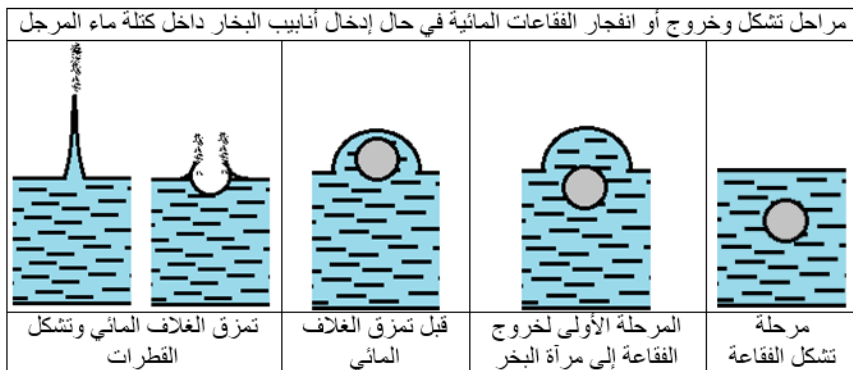 مراحل تشكل وخروج أو انفجار الفقاعات المائية في حال إدخال أنابيب البخار داخل كتلة ماء المرجل
مرحلة
تشكل الفقاعة
المرحلة الأولى لخروج
الفقاعة إلى مرآة البخر
قبل تمزق الغلاف
المائي
تمزق الغلاف المائي وتشكل
القطرات